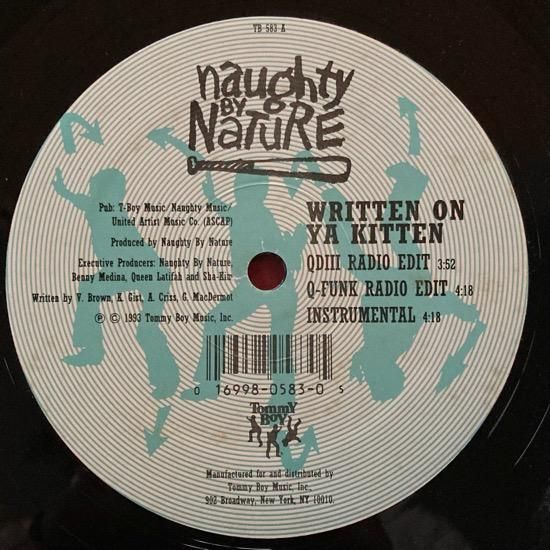 TB 583 A
naughty
BY
NATURE
Pub: T-Boy Music/Naughty Music/
United Artist Music Co. (ASCAP)
Produced by Naughty By Nature
Executive Producers: Naughty By Nature,
Benny Medina, Queen Latifah and Sha-Kim
Written by V. Brown, K. Gist, A. Criss, G. MacDermot
℗ © 1993 Tommy Boy Music, Inc.
WRITTEN ON
YA KITTEN
QDIII RADIO EDIT 3:52
Q-FUNK RADIO EDIT 4:18
INSTRUMENTAL 4:18
0 16998-0583-0 5
Tommy
Boy
Manufactured for and distributed by
Tommy Boy Music, Inc.,
902 Broadway, New York, NY 10010.